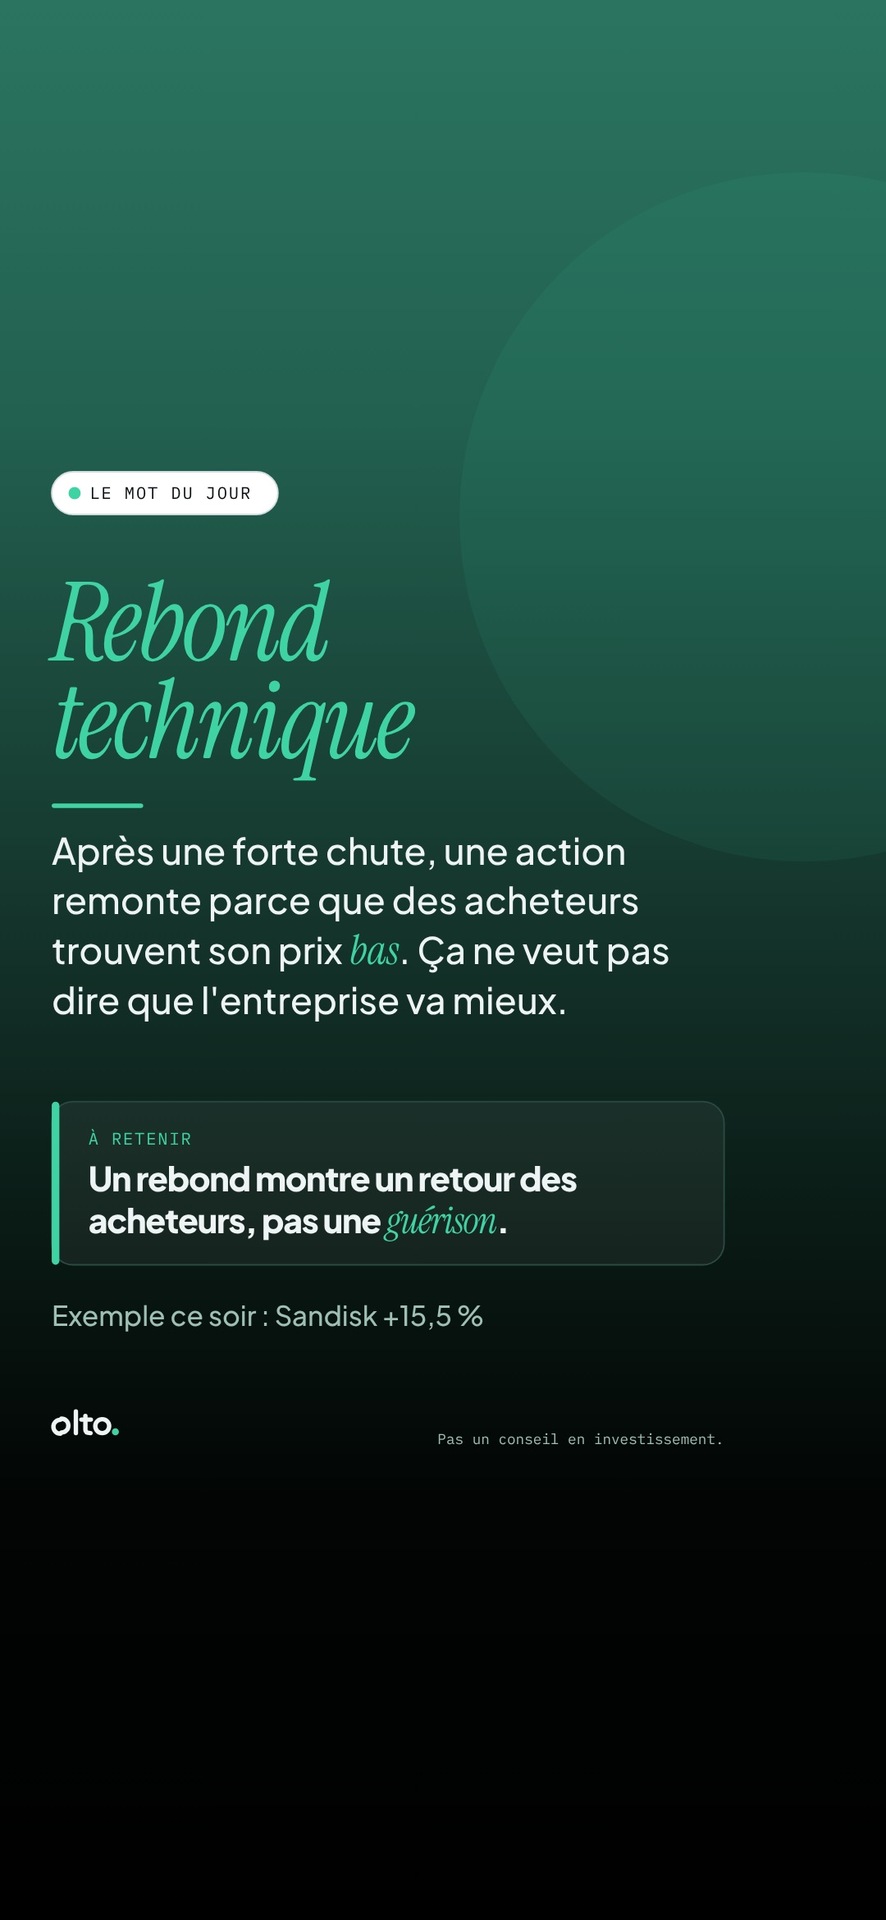 LE MOT DU JOUR
Rebond
technique
Après une forte chute, une action
remonte parce que des acheteurs
trouvent son prix bas. Ça ne veut pas
dire que l'entreprise va mieux.
À RETENIR
Un rebond montre un retour des
acheteurs, pas une guérison.
Exemple ce soir : Sandisk +15,5 %
olto.
Pas un conseil en investissement.